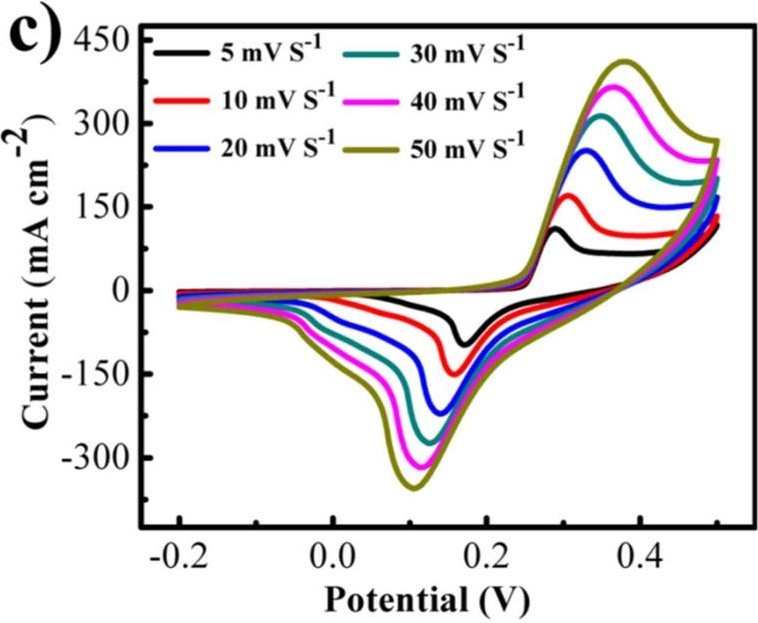 c)
450
300
150
0
-150
-300
Current (mA cm⁻²)
5 mV S⁻¹
10 mV S⁻¹
20 mV S⁻¹
30 mV S⁻¹
40 mV S⁻¹
50 mV S⁻¹
-0.2 0.0 0.2 0.4
Potential (V)